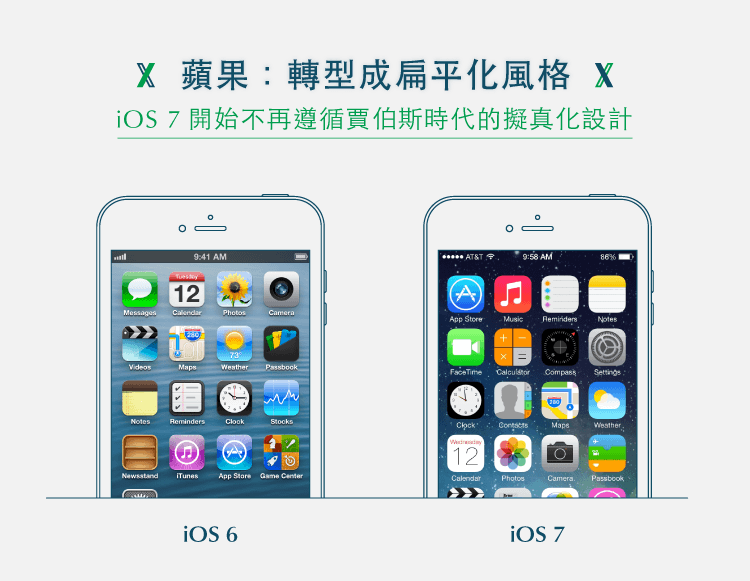 蘋果：轉型成扁平化風格
iOS 7 開始不再遵循賈伯斯時代的擬真化設計
9:41 AM
Tuesday
12
Messages Calendar Photos Camera
280
73°
Videos Maps Weather Passbook
Notes Reminders Clock Stocks
Newsstand iTunes App Store Game Center
iOS 6
AT&T 9:58 AM 86%
App Store Music Reminders Notes
FaceTime Calculator Compass Settings
280
Clock Contacts Maps Weather
Wednesday
12
Calendar Photos Camera Passbook
iOS 7